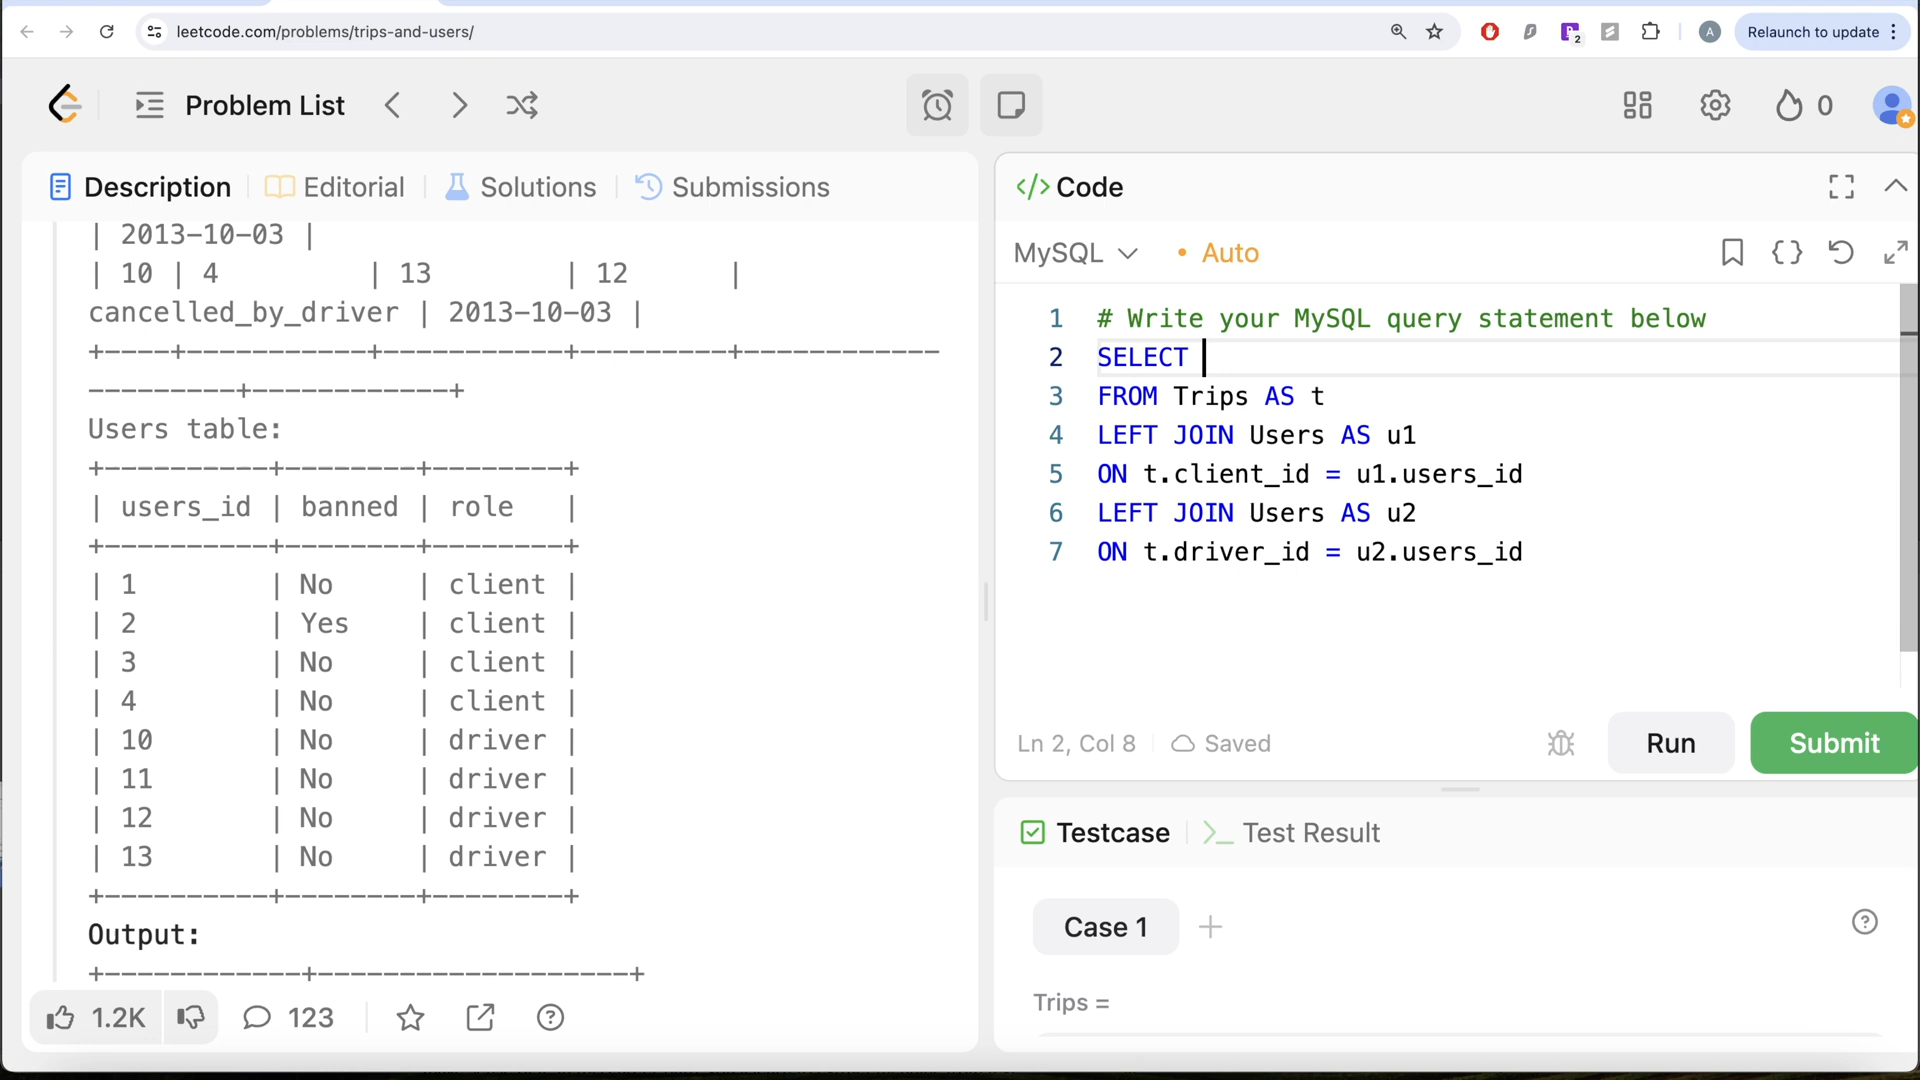 leetcode.com/problems/trips-and-users/
2
A
Relaunch to update
Problem List
0
Description
Editorial
Solutions
Submissions
| 2013-10-03 |
| 10 | 4         | 13        | 12      |
cancelled_by_driver | 2013-10-03 |
+----+-----------+-----------+---------+------------
---------+------------+
Users table:
+-----------+--------+--------+
| users_id | banned | role   |
+-----------+--------+--------+
| 1        | No     | client |
| 2        | Yes    | client |
| 3        | No     | client |
| 4        | No     | client |
| 10       | No     | driver |
| 11       | No     | driver |
| 12       | No     | driver |
| 13       | No     | driver |
+-----------+--------+--------+
Output:
+------------+-------------------+
1.2K
123
</> Code
MySQL
• Auto
1 # Write your MySQL query statement below
2 SELECT
3 FROM Trips AS t
4 LEFT JOIN Users AS u1
5 ON t.client_id = u1.users_id
6 LEFT JOIN Users AS u2
7 ON t.driver_id = u2.users_id
Ln 2, Col 8
Saved
Run
Submit
Testcase
Test Result
Case 1
Trips =